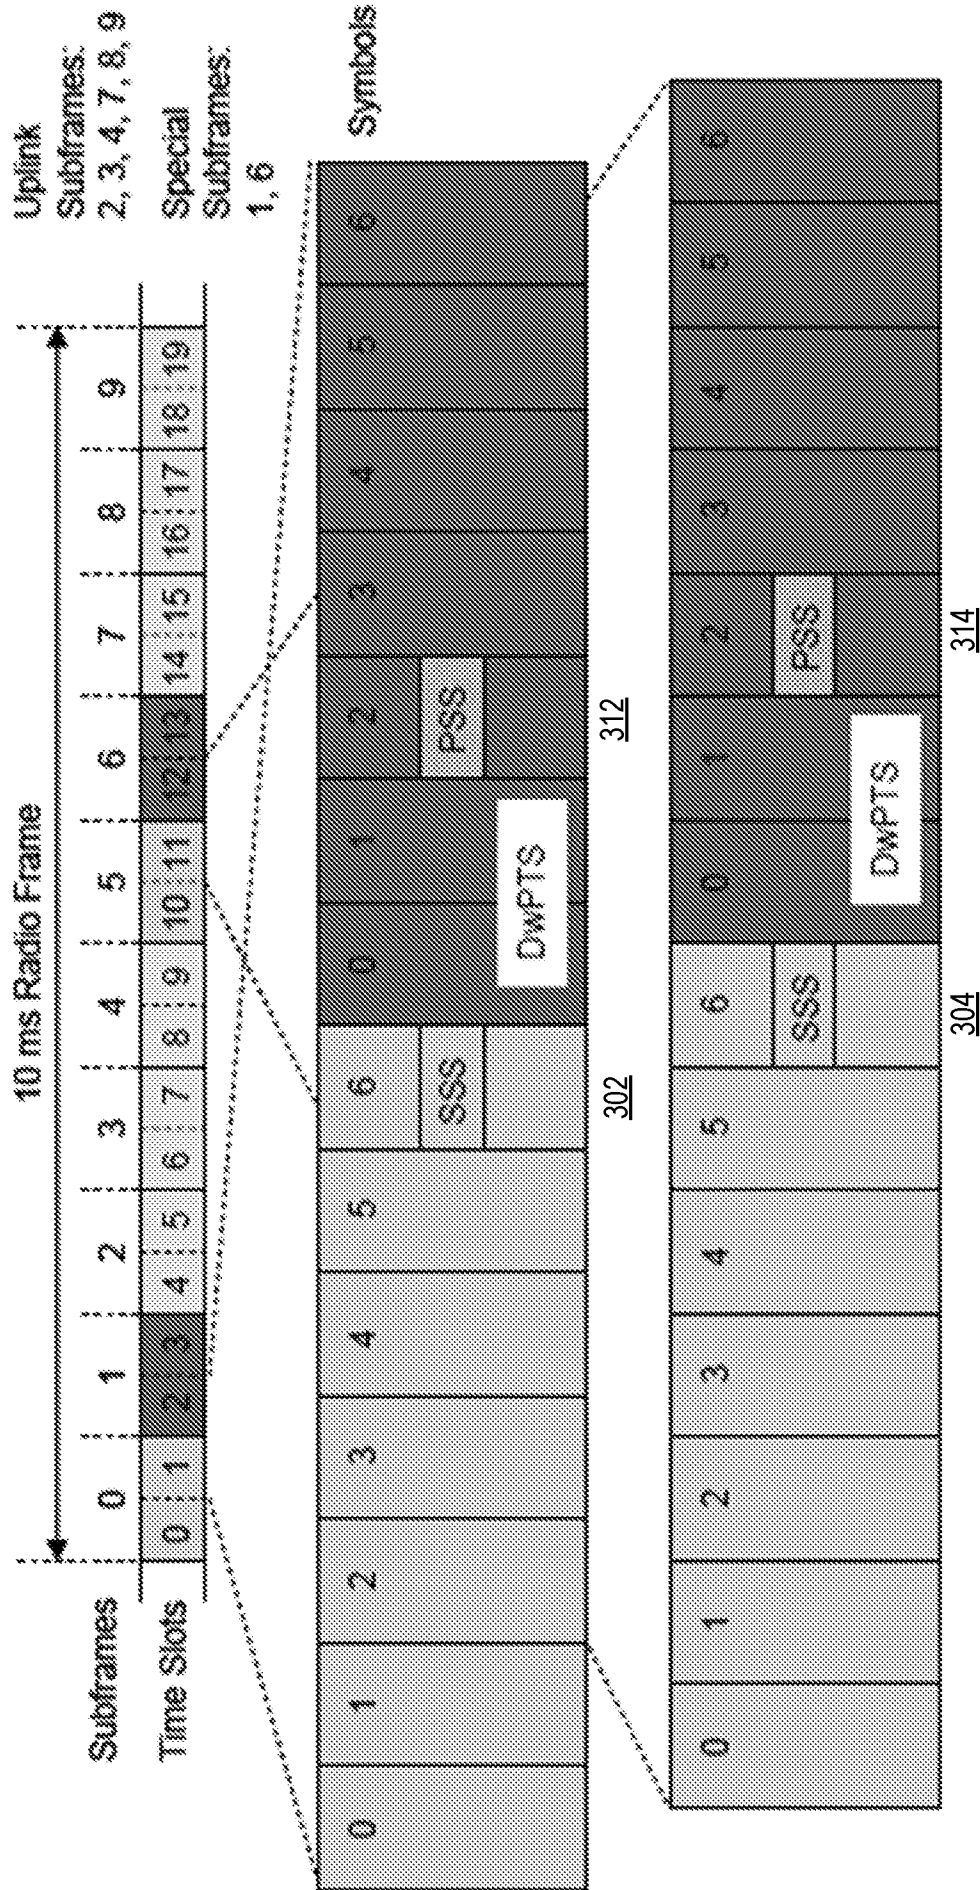 10 ms Radio Frame
Subframes 0 1 2 3 4 5 6 7 8 9
Time Slots 0 1 2 3 4 5 6 7 8 9 10 11 12 13 14 15 16 17 18 19
Uplink
Subframes:
2, 3, 4, 7, 8, 9
Special
Subframes:
1, 6
Symbols
0 1 2 3 4 5 6 0 1 2 3 4 5 6
SSS PSS
DwPTS
302 312
0 1 2 3 4 5 6 0 1 2 3 4 5 6
SSS PSS
DwPTS
304 314